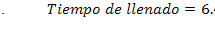 . Tiempo de llenado = 6.